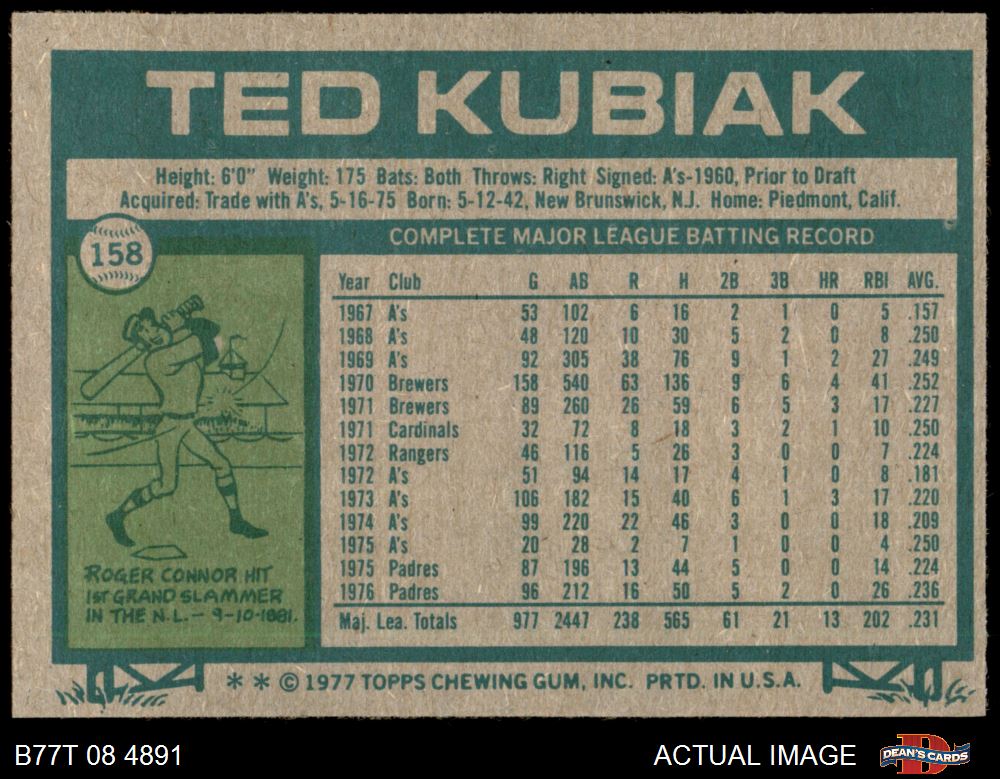 TED KUBIAK
Height: 6'0" Weight: 175 Bats: Both Throws: Right Signed: A's-1960, Prior to Draft
Acquired: Trade with A's, 5-16-75 Born: 5-12-42, New Brunswick, N.J. Home: Piedmont, Calif.
158
COMPLETE MAJOR LEAGUE BATTING RECORD
Year Club G AB R H 2B 3B HR RBI AVG.
1967 A's 53 102 6 16 2 1 0 5 .157
1968 A's 48 120 10 30 5 2 0 8 .250
1969 A's 92 305 38 76 9 1 2 27 .249
1970 Brewers 158 540 63 136 9 6 4 41 .252
1971 Brewers 89 260 26 59 6 5 3 17 .227
1971 Cardinals 32 72 8 18 3 2 1 10 .250
1972 Rangers 46 116 5 26 3 0 0 7 .224
1972 A's 51 94 14 17 4 1 0 8 .181
1973 A's 106 182 15 40 6 1 3 17 .220
1974 A's 99 220 22 46 3 0 0 18 .209
1975 A's 20 28 2 7 1 0 0 4 .250
1975 Padres 87 196 13 44 5 0 0 14 .224
1976 Padres 96 212 16 50 5 2 0 26 .236
Maj. Lea. Totals 977 2447 238 565 61 21 13 202 .231
ROGER CONNOR HIT
1ST GRAND SLAMMER
IN THE N.L. — 9-10-1881.
* * © 1977 TOPPS CHEWING GUM, INC. PRTD. IN U.S.A.
B77T 08 4891
ACTUAL IMAGE
D
DEAN'S CARDS